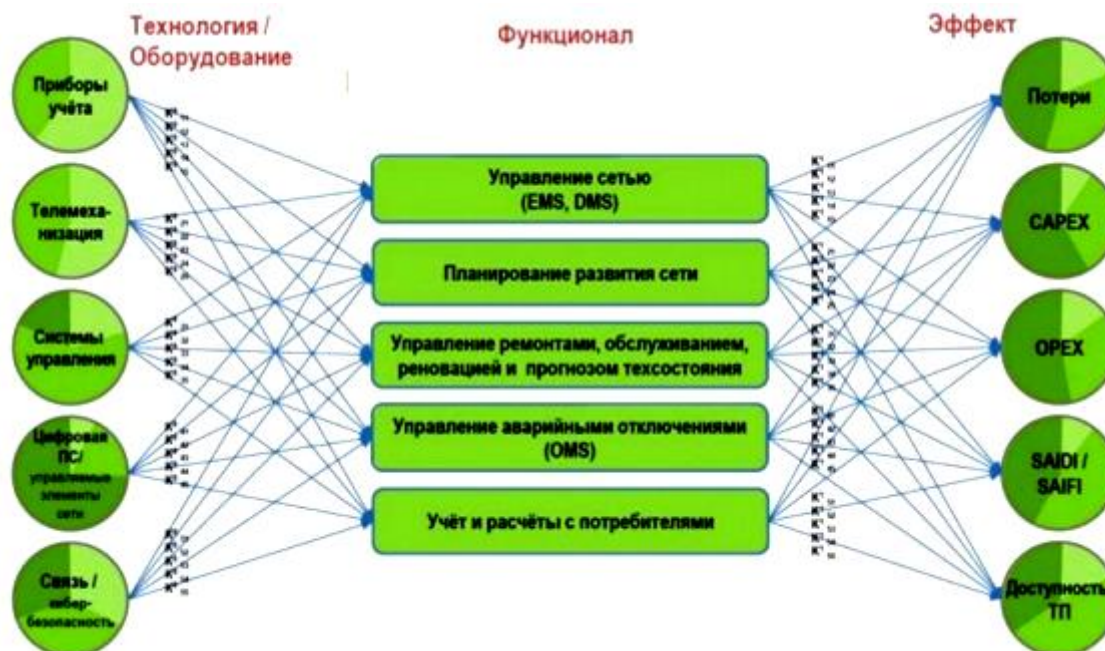 Технология /
Оборудование
Функционал
Эффект
Приборы
учёта
Телемеха-
низация
Системы
управления
Цифровая
ПС/
управляемые
элементы
сети
Связь /
кибер-
безопасность
Управление сетью
(EMS, DMS)
Планирование развития сети
Управление ремонтами, обслуживанием,
реновацией и прогнозом техсостояния
Управление аварийными отключениями
(OMS)
Учёт и расчёты с потребителями
Потери
CAPEX
OPEX
SAIDI /
SAIFI
Доступность
ТП